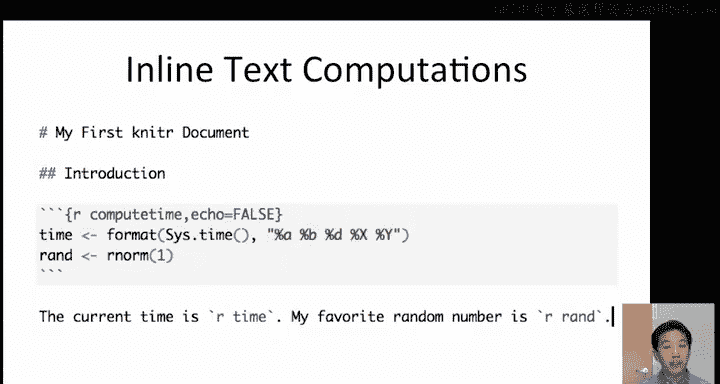 Inline Text Computations
# My First knitr Document
## Introduction
```{r computetime,echo=FALSE}
time <- format(Sys.time(), "%a %b %d %X %Y")
rand <- rnorm(1)
```
The current time is `r time`. My favorite random number is `r rand`.